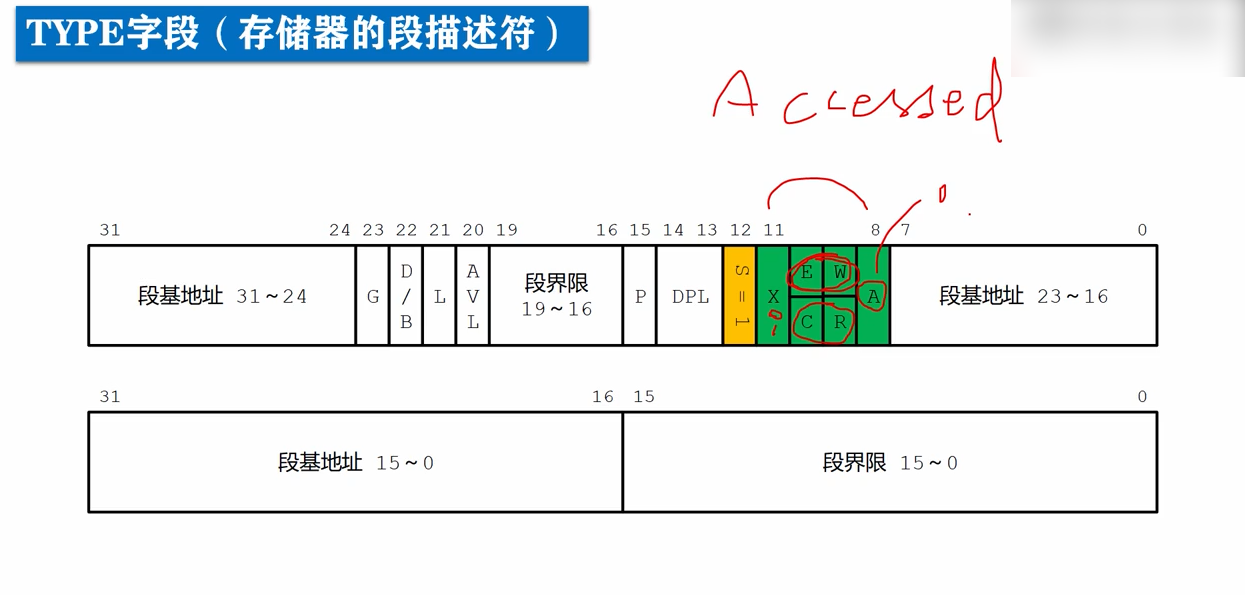 TYPE字段（存储器的段描述符）
Accessed
0
31 24 23 22 21 20 19 16 15 14 13 12 11 8 7 0
段基地址 31~24 G D/B L AVL 段界限 19~16 P DPL S=1 X E W A 段基地址 23~16
0 C R
1
31 16 15 0
段基地址 15~0 段界限 15~0